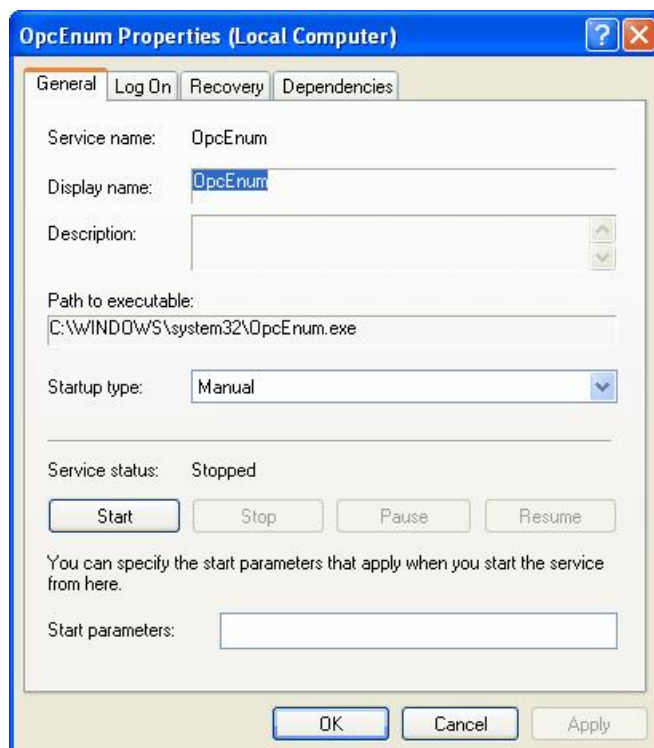 OpcEnum Properties (Local Computer)
General Log On Recovery Dependencies
Service name: OpcEnum
Display name: OpcEnum
Description:
Path to executable:
C:\WINDOWS\system32\OpcEnum.exe
Startup type: Manual
Service status: Stopped
Start Stop Pause Resume
You can specify the start parameters that apply when you start the service
from here.
Start parameters:
OK Cancel Apply